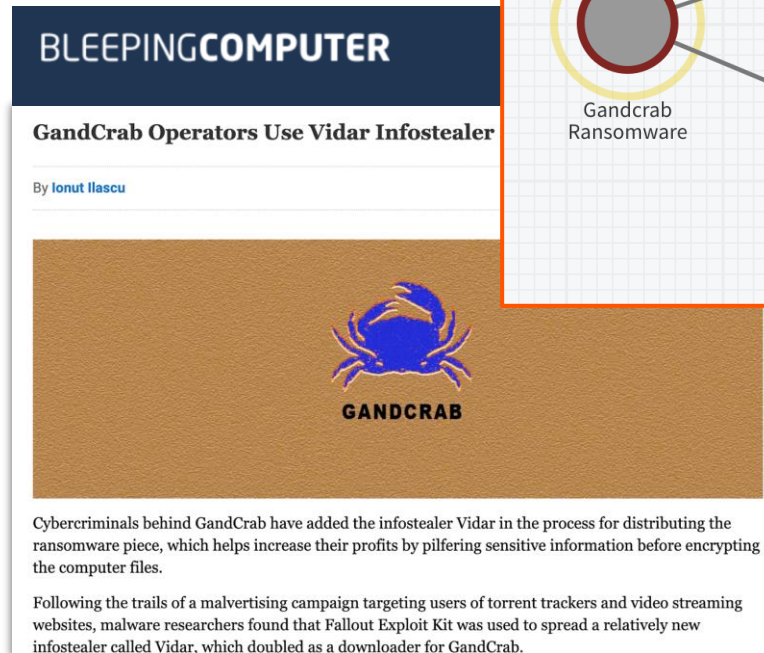 BLEEPINGCOMPUTER
Gandcrab
Ransomware
GandCrab Operators Use Vidar Infostealer
By Ionut Ilascu
GANDCRAB
Cybercriminals behind GandCrab have added the infostealer Vidar in the process for distributing the
ransomware piece, which helps increase their profits by pilfering sensitive information before encrypting
the computer files.
Following the trails of a malvertising campaign targeting users of torrent trackers and video streaming
websites, malware researchers found that Fallout Exploit Kit was used to spread a relatively new
infostealer called Vidar, which doubled as a downloader for GandCrab.